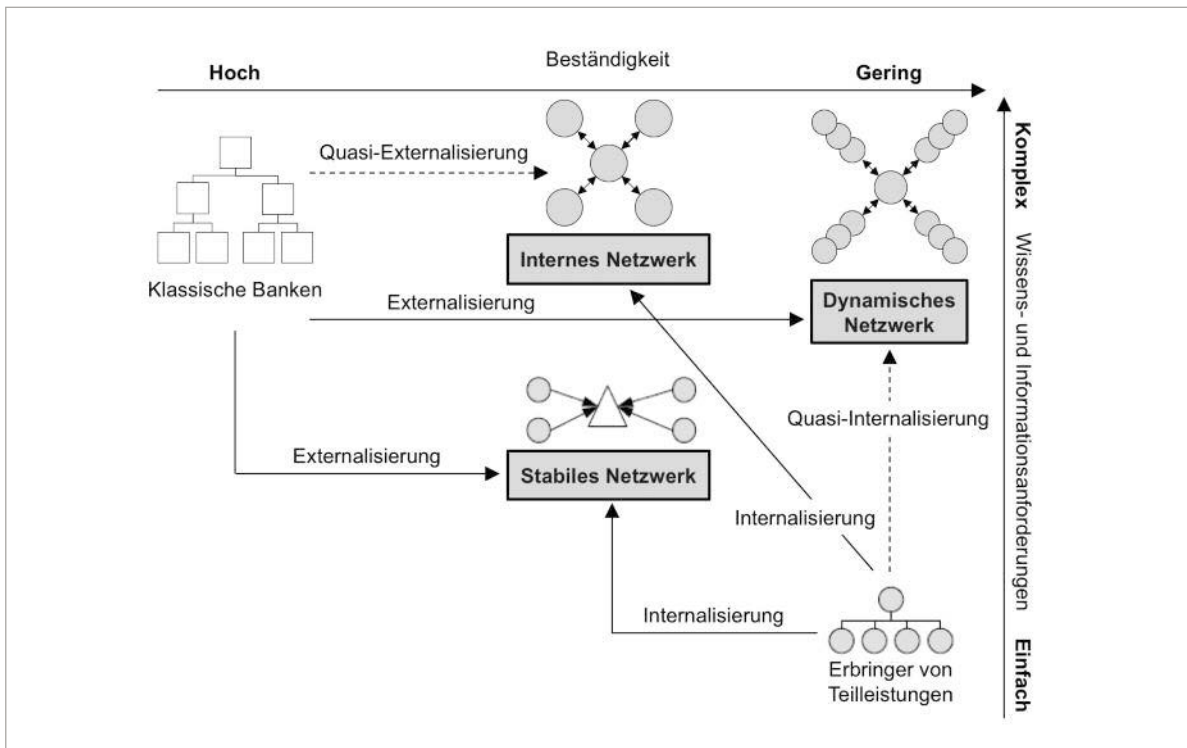 Beständigkeit
Hoch
Gering
Quasi-Externalisierung
Klassische Banken
Internes Netzwerk
Externalisierung
Dynamisches
Netzwerk
Quasi-Internalisierung
Externalisierung
Stabiles Netzwerk
Internalisierung
Internalisierung
Erbringer von
Teilleistungen
Komplex
Wissens- und Informationsanforderungen
Einfach